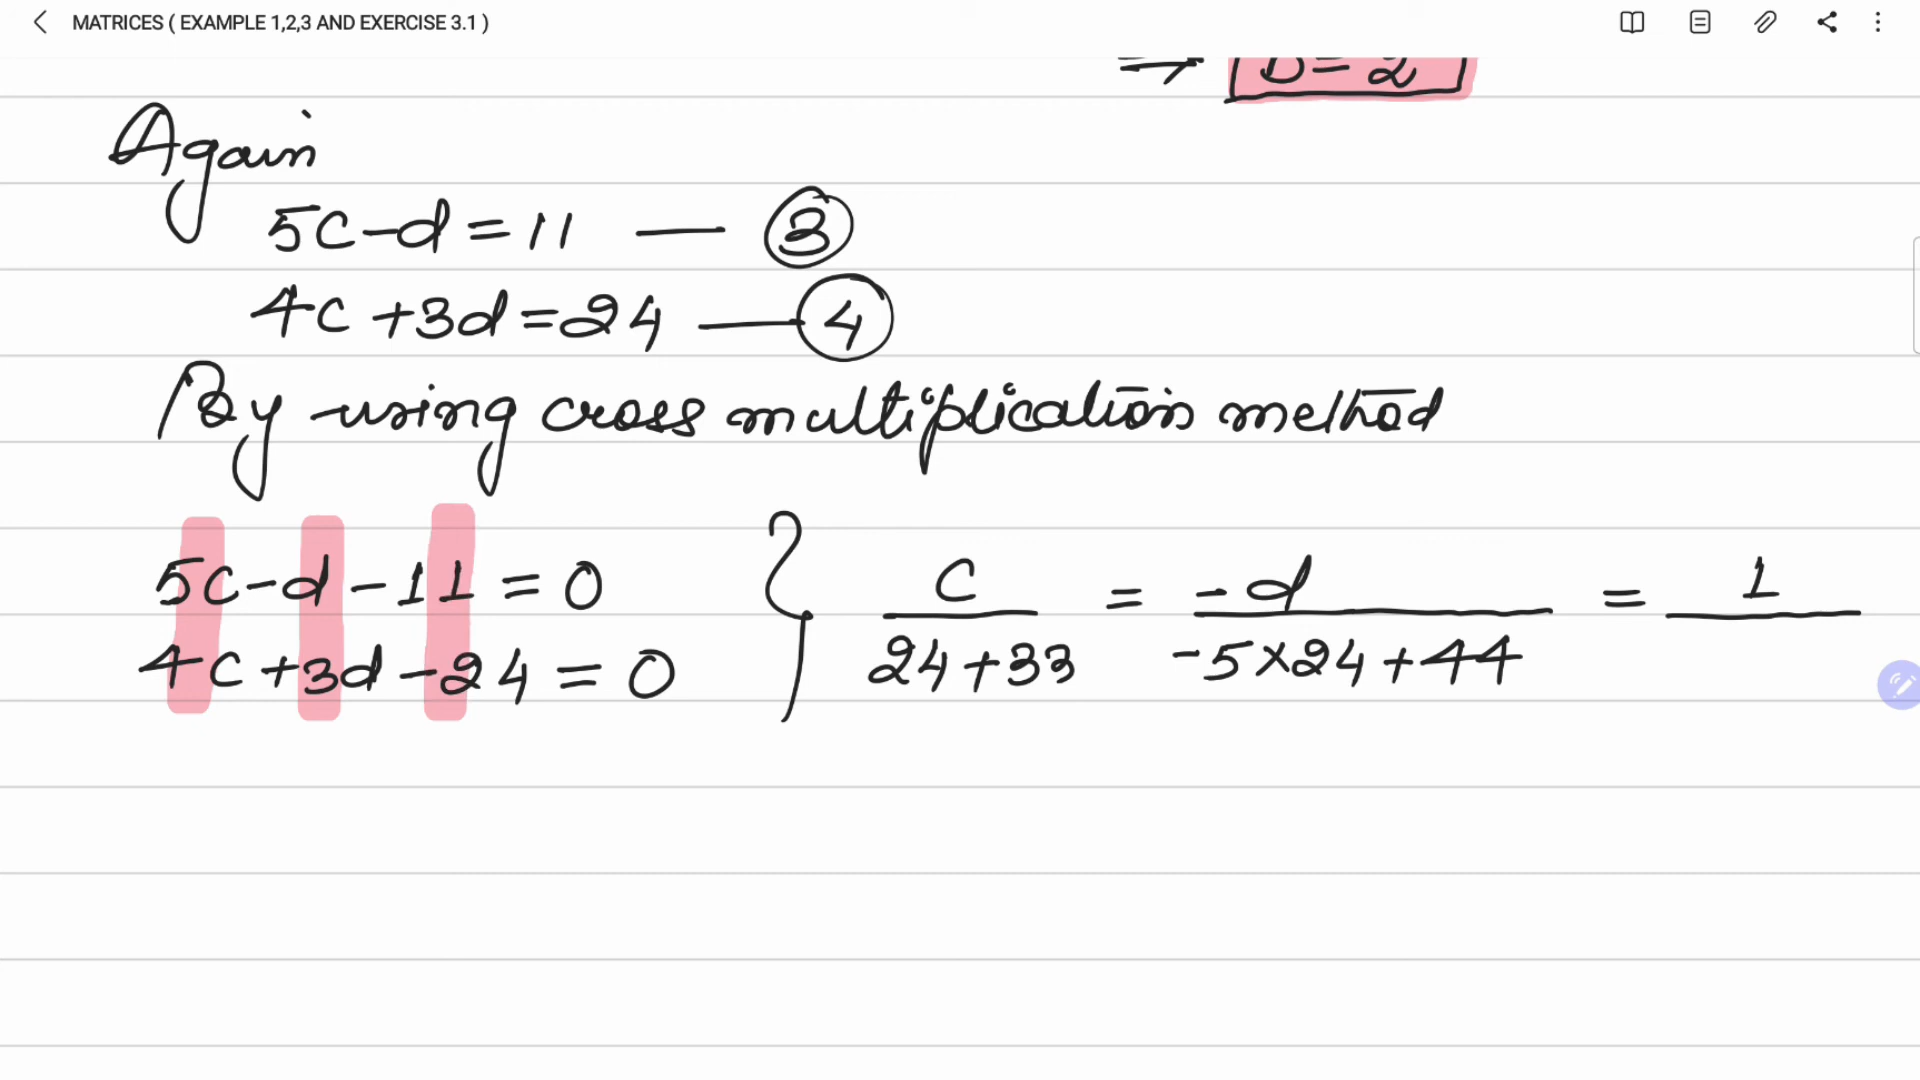 MATRICES ( EXAMPLE 1,2,3 AND EXERCISE 3.1 )
⇒ b = 2
Again
5c-d = 11 — ③
4c +3d = 24 — ④
By using cross multiplication method
5c-d-11 = 0
4c+3d-24 = 0
c/24+33 = -d/-5×24+44 = 1/